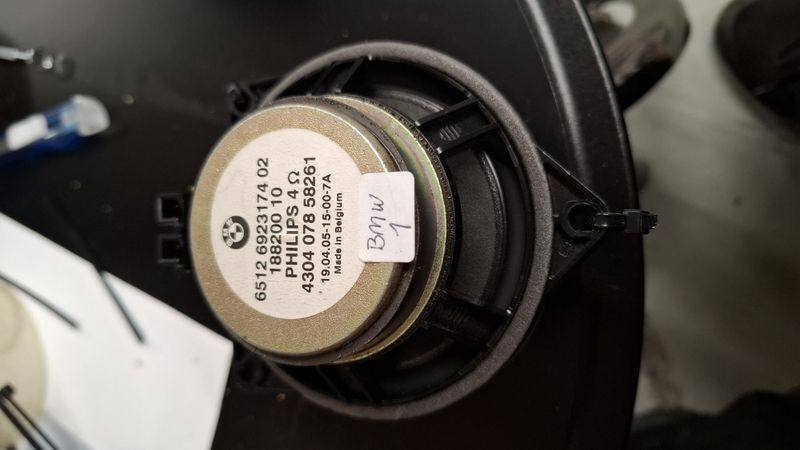 6512 6923174 02
188200 10
PHILIPS 4 Ω
4304 078 58261
19.04.05-15-00-7A
Made in Belgium
BMW
1